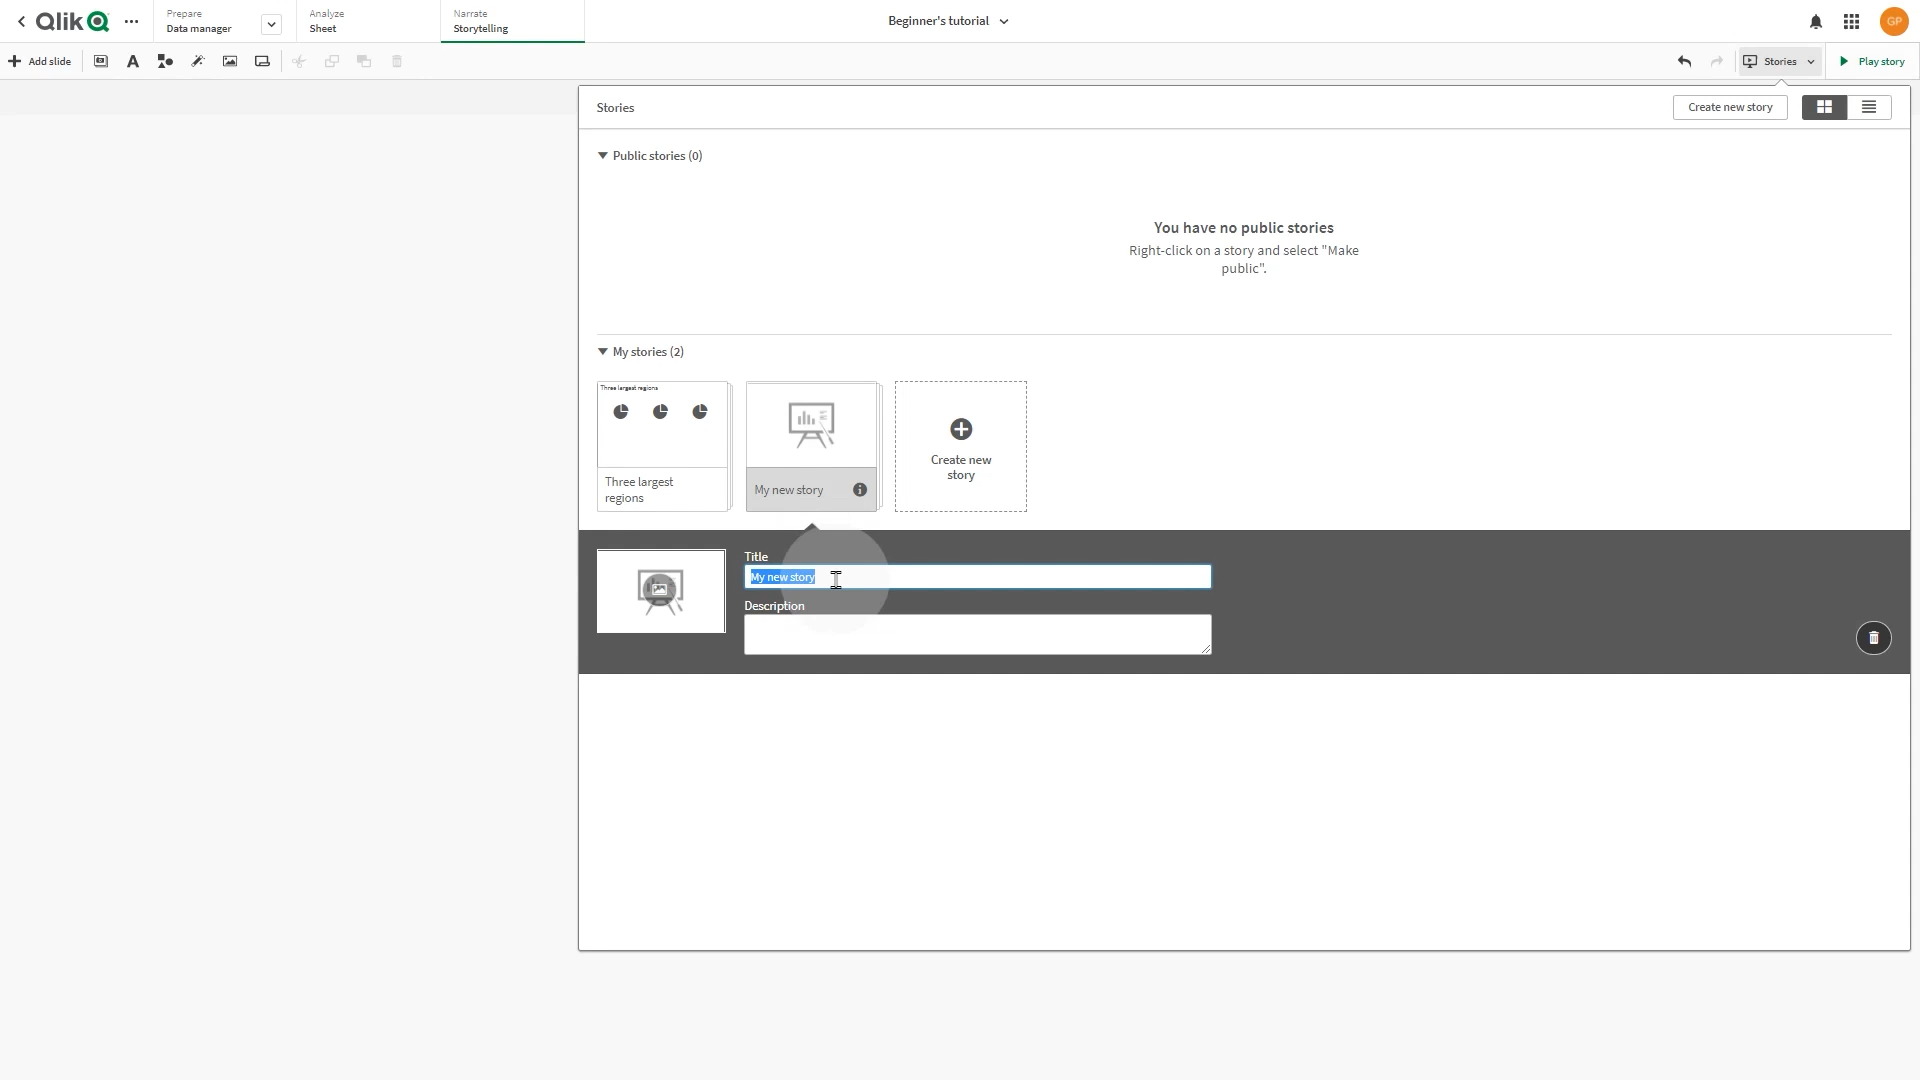 Qlik
Prepare
Data manager
Analyze
Sheet
Narrate
Storytelling
Beginner's tutorial
GP
Add slide
A
Stories
Play story
Stories
Create new story
Public stories (0)
You have no public stories
Right-click on a story and select "Make
public".
My stories (2)
Three largest regions
Three largest
regions
My new story
Create new
story
Title
My new story
Description